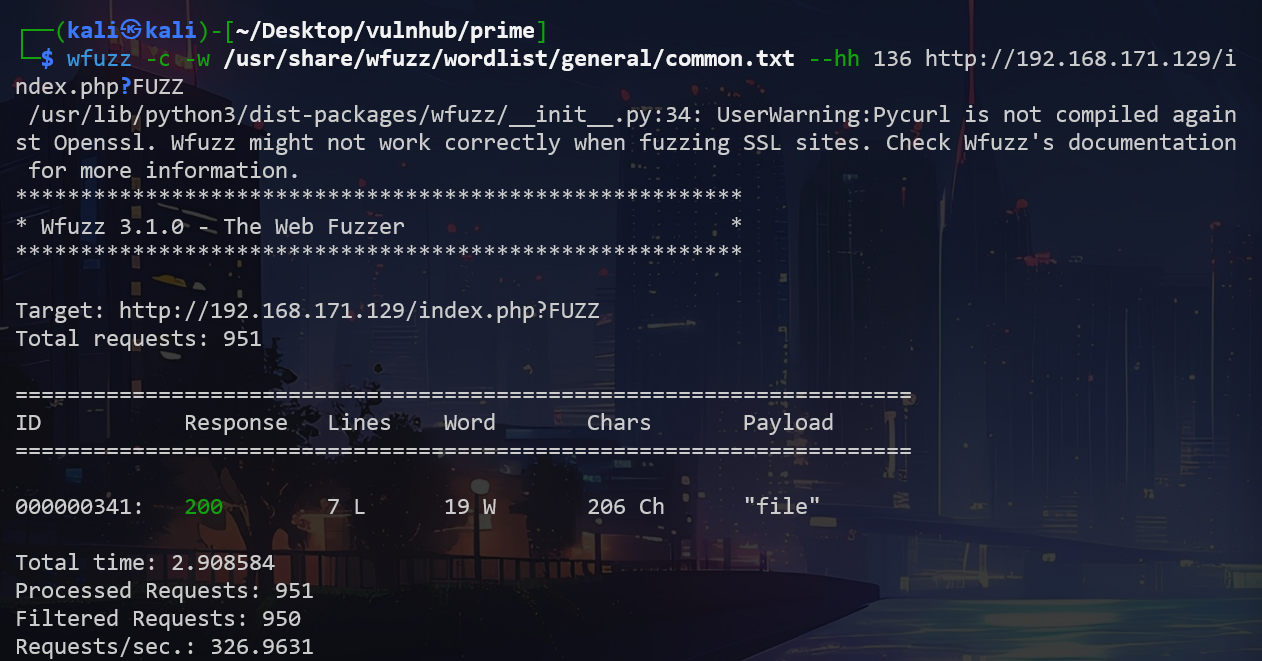 ┌──(kali㉿kali)-[~/Desktop/vulnhub/prime]
└─$ wfuzz -c -w /usr/share/wfuzz/wordlist/general/common.txt --hh 136 http://192.168.171.129/i
ndex.php?FUZZ
/usr/lib/python3/dist-packages/wfuzz/__init__.py:34: UserWarning:Pycurl is not compiled again
st Openssl. Wfuzz might not work correctly when fuzzing SSL sites. Check Wfuzz's documentation
for more information.
********************************************************
* Wfuzz 3.1.0 - The Web Fuzzer                         *
********************************************************
Target: http://192.168.171.129/index.php?FUZZ
Total requests: 951
=====================================================================
ID           Response   Lines    Word       Chars       Payload
=====================================================================
000000341:   200        7 L      19 W       206 Ch      "file"
Total time: 2.908584
Processed Requests: 951
Filtered Requests: 950
Requests/sec.: 326.9631